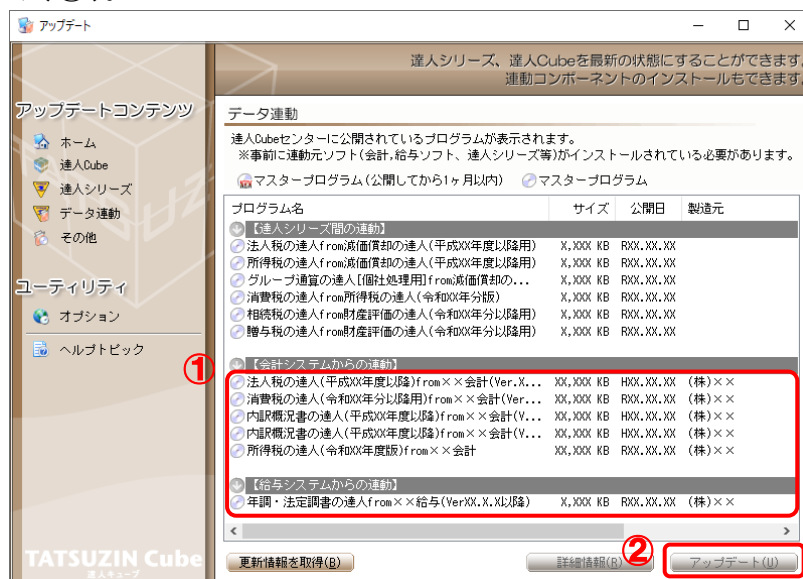 アップデート
達人シリーズ、達人Cubeを最新の状態にすることができます。
連動コンポーネントのインストールもできます。
アップデートコンテンツ
ホーム
達人Cube
達人シリーズ
データ連動
その他
ユーティリティ
オプション
ヘルプトピック
TATSUZIN Cube
達人キューブ
データ連動
達人Cubeセンターに公開されているプログラムが表示されます。
※事前に連動元ソフト(会計,給与ソフト、達人シリーズ等)がインストールされている必要があります。
マスタープログラム(公開してから1ヶ月以内) マスタープログラム
プログラム名 サイズ 公開日 製造元
【達人シリーズ間の連動】
法人税の達人from減価償却の達人(平成XX年度以降用) X,XXX KB RXX.XX.XX
所得税の達人from減価償却の達人(平成XX年度以降用) X,XXX KB RXX.XX.XX
グループ通算の達人[個社処理用]from減価償却の... X,XXX KB RXX.XX.XX
消費税の達人from所得税の達人(令和XX年分版) X,XXX KB RXX.XX.XX
相続税の達人from財産評価の達人(令和XX年分以降用) X,XXX KB RXX.XX.XX
贈与税の達人from財産評価の達人(令和XX年分以降用) X,XXX KB RXX.XX.XX
①
【会計システムからの連動】
法人税の達人(平成XX年度以降)from××会計(Ver.X... XX,XXX KB HXX.XX.XX (株)××
消費税の達人(令和XX年分以降用)from××会計(Ver... XX,XXX KB RXX.XX.XX (株)××
内訳概況書の達人(平成XX年度以降)from××会計(V... XX,XXX KB HXX.XX.XX (株)××
内訳概況書の達人(平成XX年度以降)from××会計(V... XX,XXX KB HXX.XX.XX (株)××
所得税の達人(令和XX年度版)from××会計 XX,XXX KB RXX.XX.XX (株)××
【給与システムからの連動】
年調・法定調書の達人from××給与(VerXX.X.X以降) X,XXX KB RXX.XX.XX (株)××
②
更新情報を取得(B) 詳細情報(R) アップデート(U)